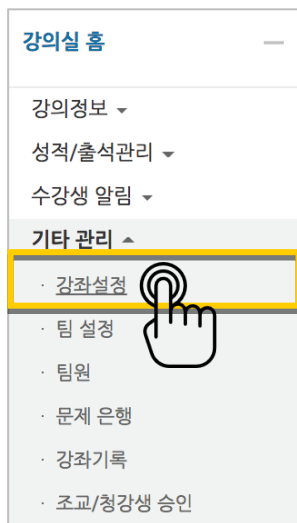 강의실 홈
강의정보
성적/출석관리
수강생 알림
기타 관리
· 강좌설정
· 팀 설정
· 팀원
· 문제 은행
· 강좌기록
· 조교/청강생 승인